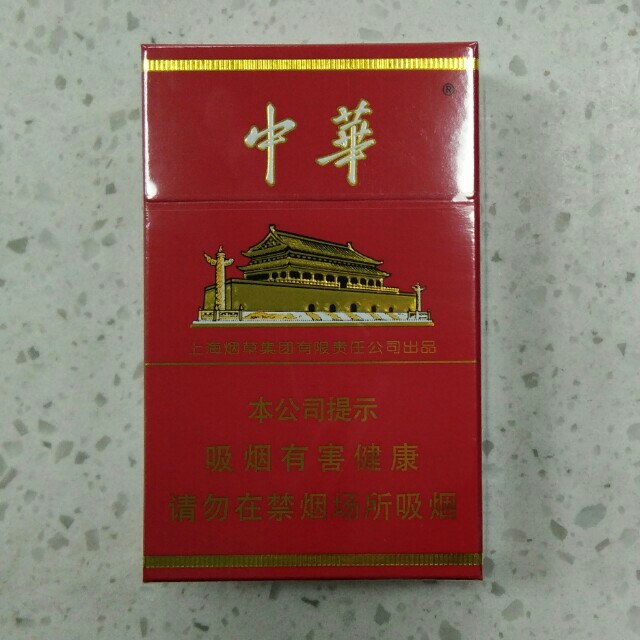 中華®
上海烟草集团有限责任公司出品
本公司提示
吸烟有害健康
请勿在禁烟场所吸烟